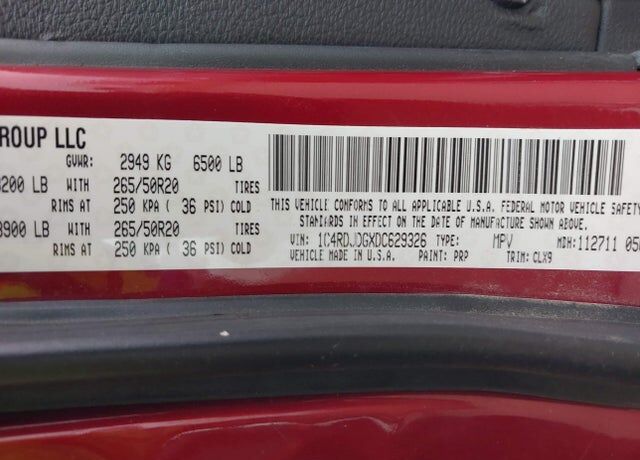 ROUP LLC
GVWR: 2949 KG 6500 LB
200 LB WITH 265/50R20 TIRES
RIMS AT 250 KPA ( 36 PSI) COLD
900 LB WITH 265/50R20 TIRES
RIMS AT 250 KPA ( 36 PSI) COLD
THIS VEHICLE CONFORMS TO ALL APPLICABLE U.S.A. FEDERAL MOTOR VEHICLE SAFETY
STANDARDS IN EFFECT ON THE DATE OF MANUFACTURE SHOWN ABOVE.
VIN: 1C4RDJDGXDC629326 TYPE: MPV MDH:112711 05
VEHICLE MADE IN U.S.A. PAINT: PRP TRIM: CLX9